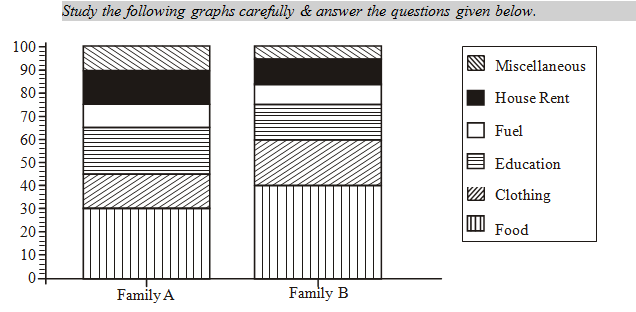 Study the following graphs carefully & answer the questions given below.
100
90
80
70
60
50
40
30
20
10
0
Family A
Family B
Miscellaneous
House Rent
Fuel
Education
Clothing
Food